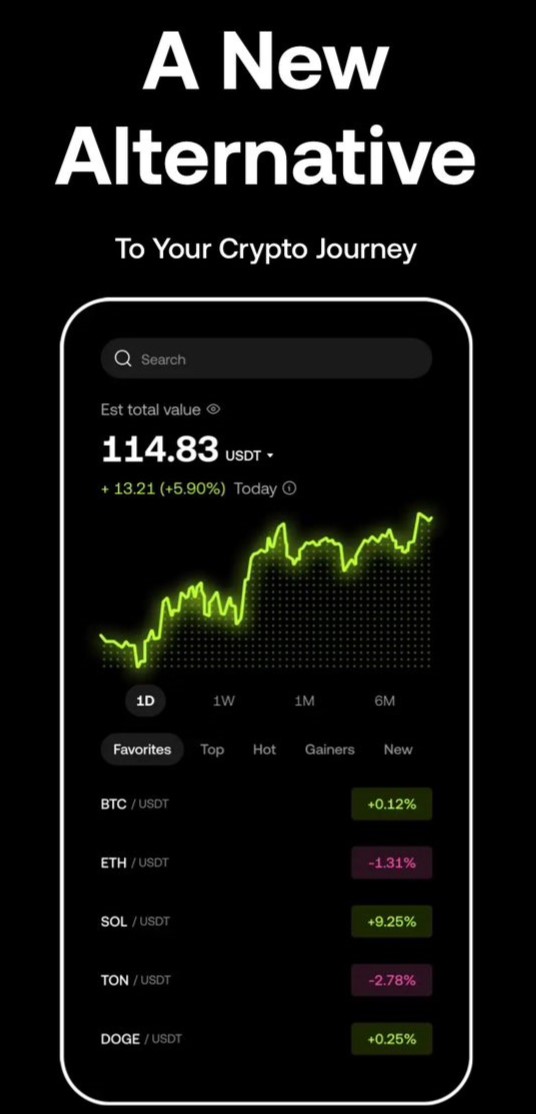 A New
Alternative
To Your Crypto Journey
Search
Est total value
114.83 USDT
+ 13.21 (+5.90%) Today
1D 1W 1M 6M
Favorites Top Hot Gainers New
BTC / USDT +0.12%
ETH / USDT -1.31%
SOL / USDT +9.25%
TON / USDT -2.78%
DOGE / USDT +0.25%